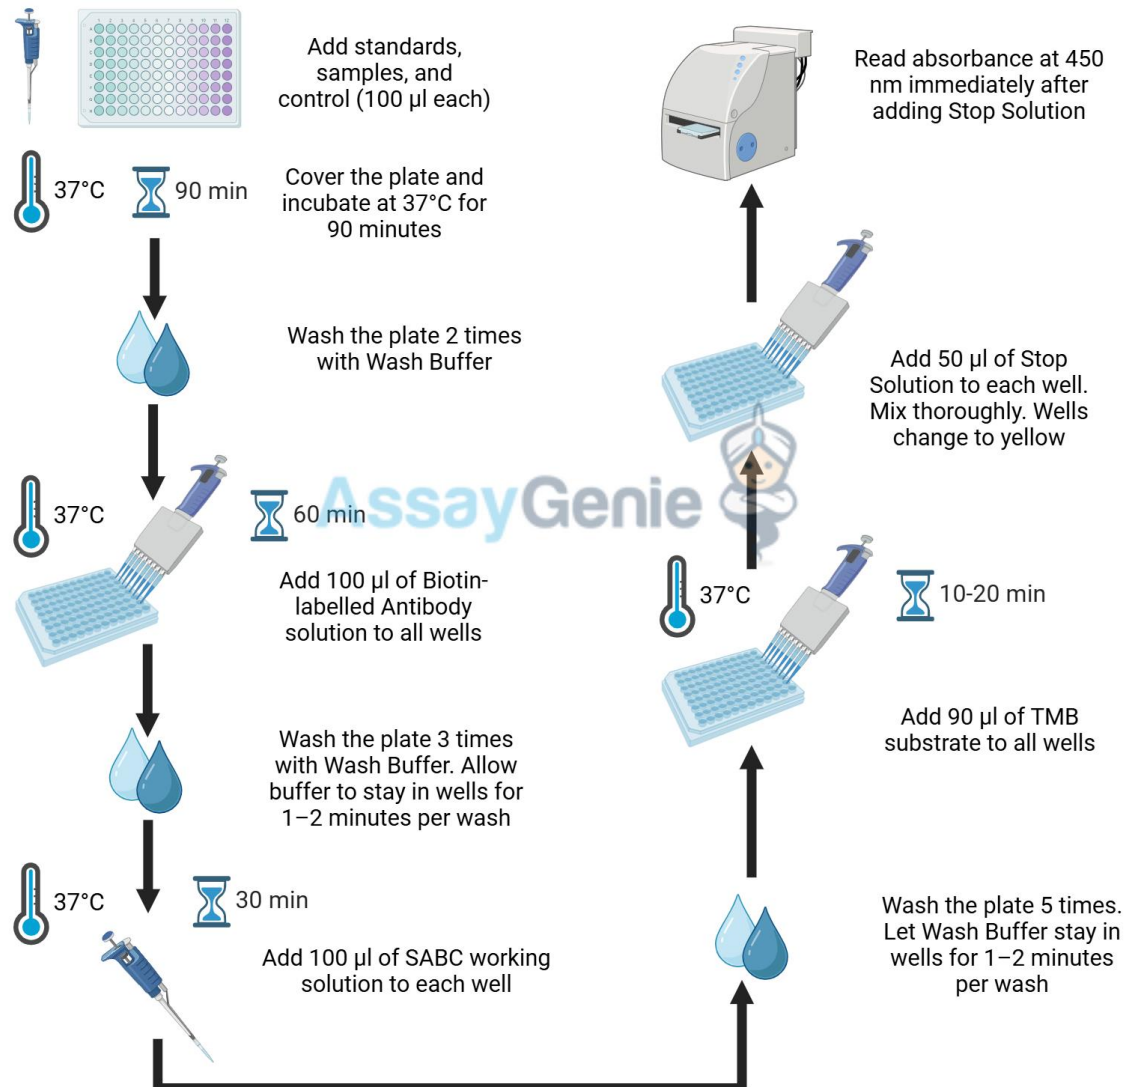 Add standards,
samples, and
control (100 µl each)
37°C
90 min
Cover the plate and
incubate at 37°C for
90 minutes
Wash the plate 2 times
with Wash Buffer
37°C
60 min
Add 100 µl of Biotin-
labelled Antibody
solution to all wells
Wash the plate 3 times
with Wash Buffer. Allow
buffer to stay in wells for
1–2 minutes per wash
37°C
30 min
Add 100 µl of SABC working
solution to each well
Wash the plate 5 times.
Let Wash Buffer stay in
wells for 1–2 minutes
per wash
37°C
10-20 min
Add 90 µl of TMB
substrate to all wells
Add 50 µl of Stop
Solution to each well.
Mix thoroughly. Wells
change to yellow
Read absorbance at 450
nm immediately after
adding Stop Solution
AssayGenie